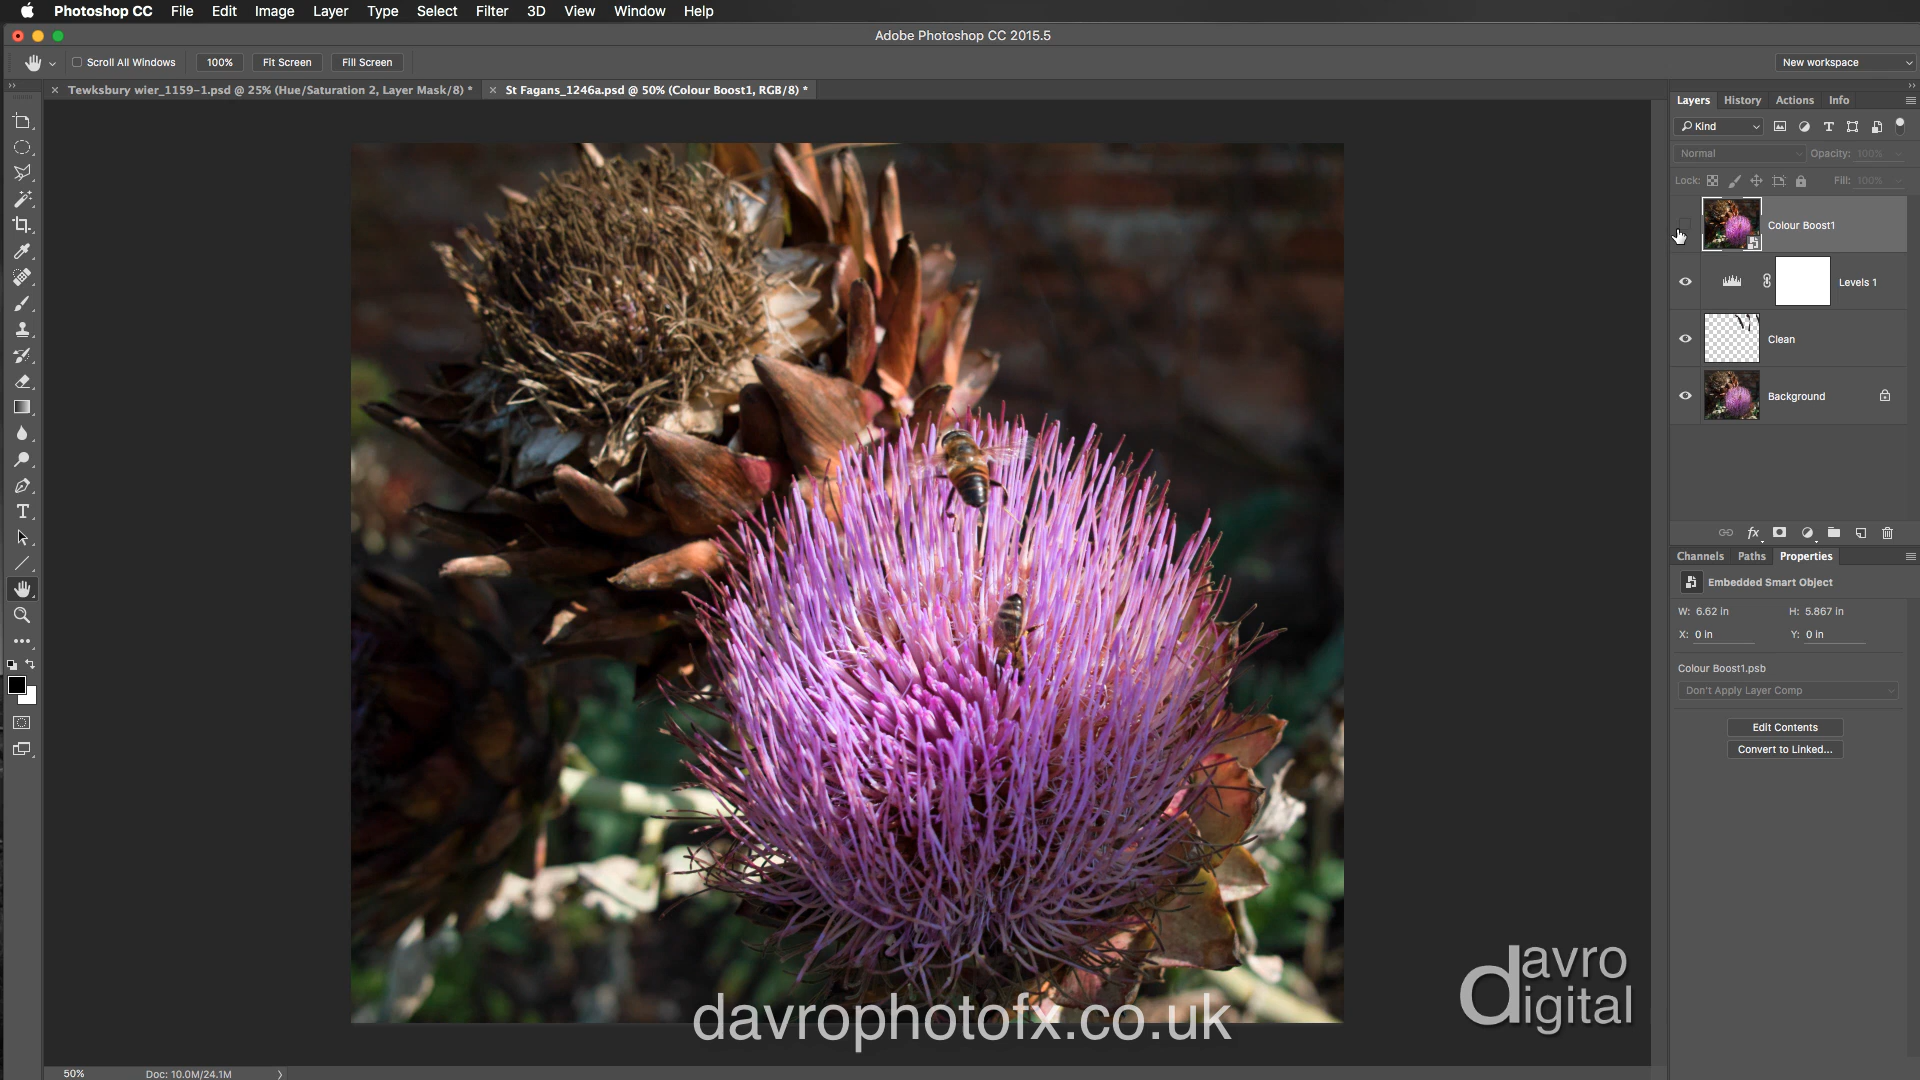 Photoshop CC File Edit Image Layer Type Select Filter 3D View Window Help
Adobe Photoshop CC 2015.5
Scroll All Windows 100% Fit Screen Fill Screen New workspace
Tewksbury wier_1159-1.psd @ 25% (Hue/Saturation 2, Layer Mask/8) * St Fagans_1246a.psd @ 50% (Colour Boost1, RGB/8) *
Layers History Actions Info
Kind
Normal Opacity: 100%
Lock: Fill: 100%
Colour Boost1
Levels 1
Clean
Background
fx
Channels Paths Properties
Embedded Smart Object
W: 6.62 in H: 5.867 in
X: 0 in Y: 0 in
Colour Boost1.psb
Don't Apply Layer Comp
Edit Contents
Convert to Linked...
davro
digital
davrophotofx.co.uk
50% Doc: 10.0M/24.1M